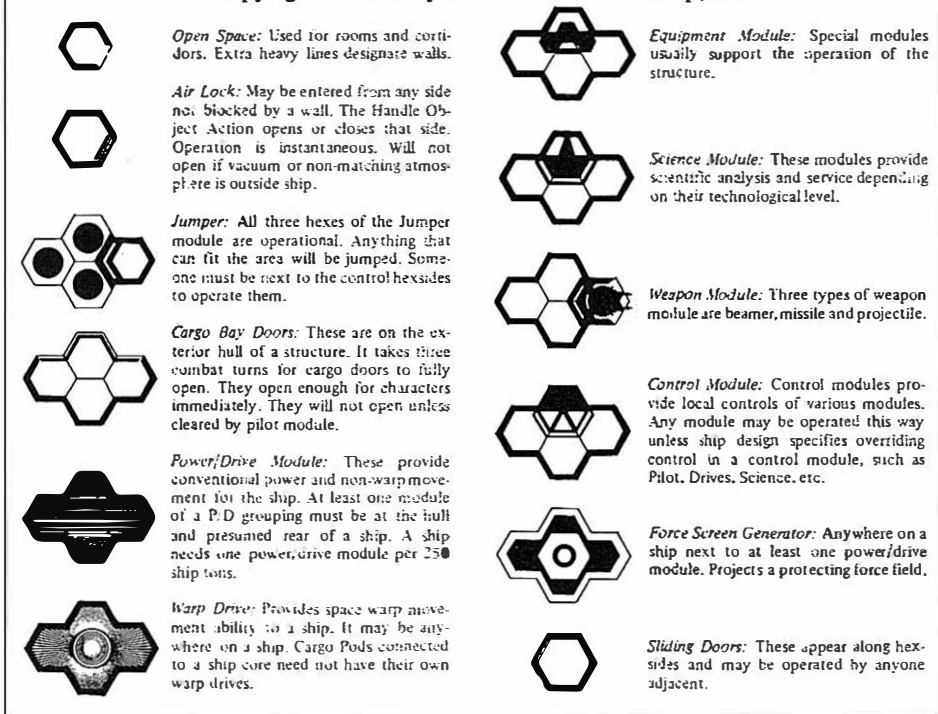 Open Space: Used for rooms and corri-
dors. Extra heavy lines designate walls.
Air Lock: May be entered from any side
not blocked by a wall. The Handle Ob-
ject Action opens or closes that side.
Operation is instantaneous. Will not
open if vacuum or non-matching atmos-
phere is outside ship.
Jumper: All three hexes of the Jumper
module are operational. Anything that
can fit the area will be jumped. Some-
one must be next to the control hexsides
to operate them.
Cargo Bay Doors: These are on the ex-
terior hull of a structure. It takes three
combat turns for cargo doors to fully
open. They open enough for characters
immediately. They will not open unless
cleared by pilot module.
Power/Drive Module: These provide
conventional power and non-warp move-
ment for the ship. At least one module
of a P/D grouping must be at the hull
and presumed rear of a ship. A ship
needs one power/drive module per 250
ship tons.
Warp Drive: Provides space warp move-
ment ability to a ship. It may be any-
where on a ship. Cargo Pods connected
to a ship core need not have their own
warp drives.
Equipment Module: Special modules
usually support the operation of the
structure.
Science Module: These modules provide
scientific analysis and service depending
on their technological level.
Weapon Module: Three types of weapon
module are beamer, missile and projectile.
Control Module: Control modules pro-
vide local controls of various modules.
Any module may be operated this way
unless ship design specifies overriding
control in a control module, such as
Pilot, Drives, Science, etc.
Force Screen Generator: Anywhere on a
ship next to at least one power/drive
module. Projects a protecting force field.
Sliding Doors: These appear along hex-
sides and may be operated by anyone
adjacent.